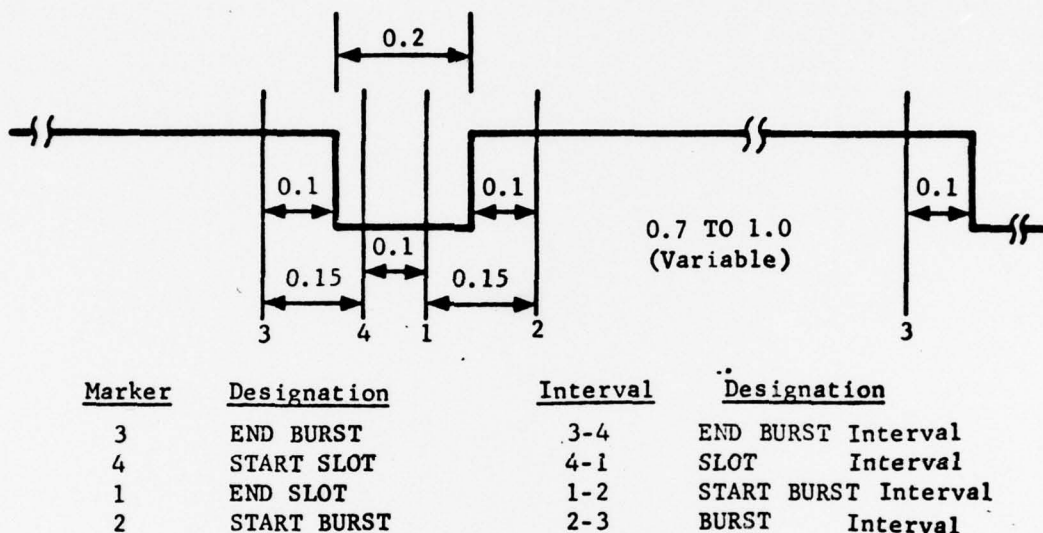 0.2
0.1 0.1 0.1
0.1 0.7 TO 1.0
0.15 0.15 (Variable)
3 4 1 2 3
Marker Designation Interval Designation
3 END BURST 3-4 END BURST Interval
4 START SLOT 4-1 SLOT Interval
1 END SLOT 1-2 START BURST Interval
2 START BURST 2-3 BURST Interval